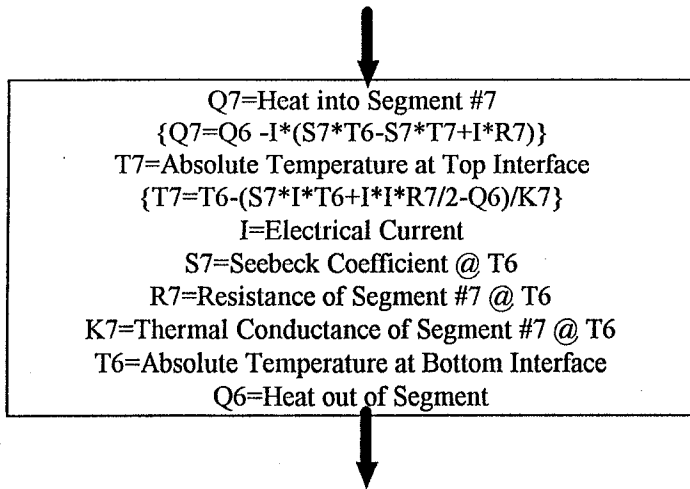 Q7=Heat into Segment #7
{Q7=Q6 -I*(S7*T6-S7*T7+I*R7)}
T7=Absolute Temperature at Top Interface
{T7=T6-(S7*I*T6+I*I*R7/2-Q6)/K7}
I=Electrical Current
S7=Seebeck Coefficient @ T6
R7=Resistance of Segment #7 @ T6
K7=Thermal Conductance of Segment #7 @ T6
T6=Absolute Temperature at Bottom Interface
Q6=Heat out of Segment